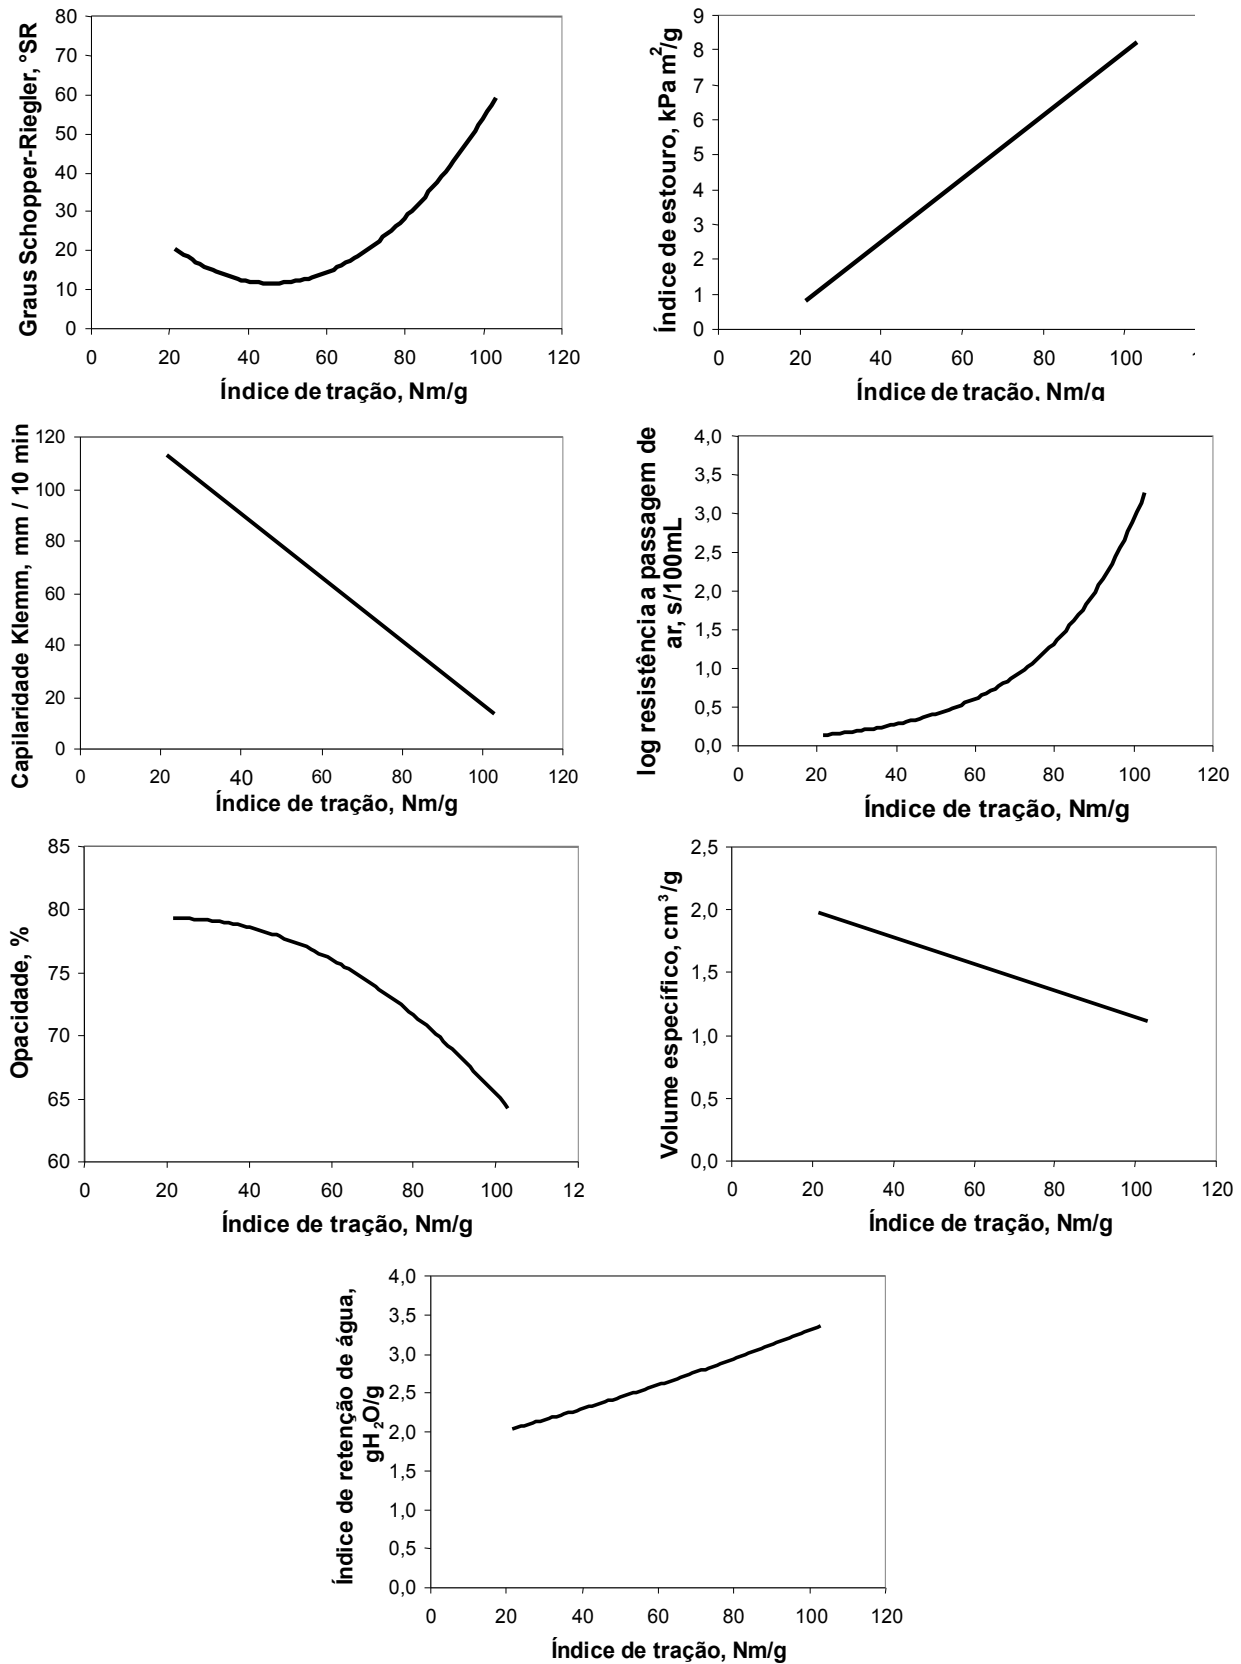 Graus Schopper-Riegler, °SR
80
70
60
50
40
30
20
10
0
0 20 40 60 80 100 120
Índice de tração, Nm/g
Índice de estouro, kPa m²/g
9
8
7
6
5
4
3
2
1
0
0 20 40 60 80 100
Índice de tração, Nm/g
Capilaridade Klemm, mm / 10 min
120
100
80
60
40
20
0
0 20 40 60 80 100 120
Índice de tração, Nm/g
log resistência a passagem de
ar, s/100mL
4,0
3,5
3,0
2,5
2,0
1,5
1,0
0,5
0,0
0 20 40 60 80 100 120
Índice de tração, Nm/g
Opacidade, %
85
80
75
70
65
60
0 20 40 60 80 100 12
Índice de tração, Nm/g
Volume específico, cm³/g
2,5
2,0
1,5
1,0
0,5
0,0
0 20 40 60 80 100 120
Índice de tração, Nm/g
Índice de retenção de água,
gH₂O/g
4,0
3,5
3,0
2,5
2,0
1,5
1,0
0,5
0,0
0 20 40 60 80 100 120
Índice de tração, Nm/g